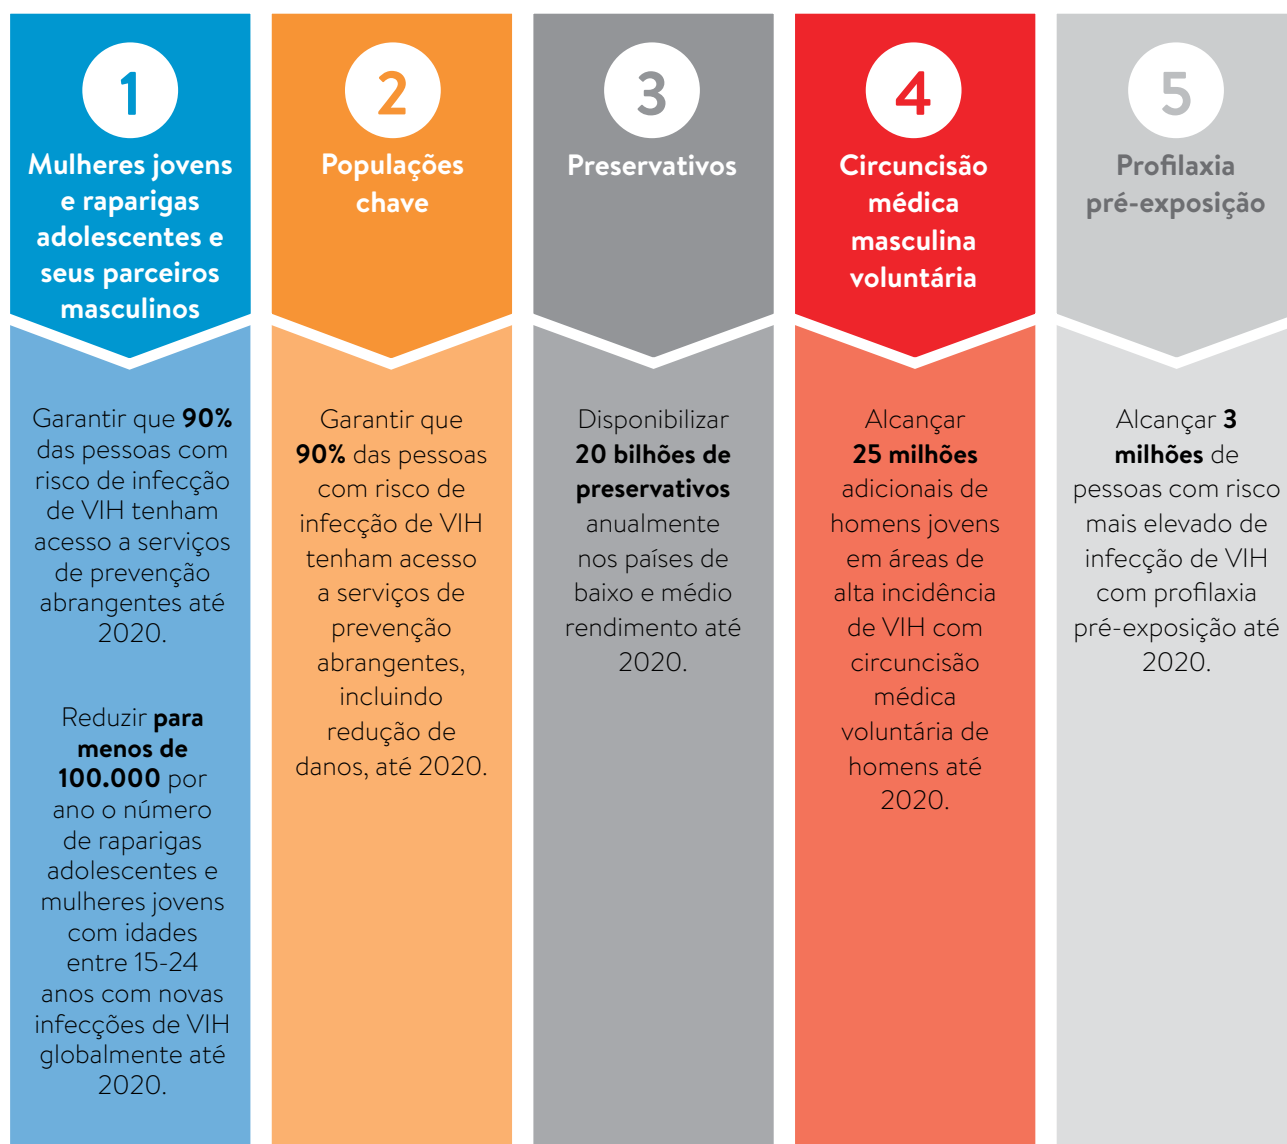 1
Mulheres jovens
e raparigas
adolescentes e
seus parceiros
masculinos
Garantir que 90%
das pessoas com
risco de infecção
de VIH tenham
acesso a serviços
de prevenção
abrangentes até
2020.
Reduzir para
menos de
100.000 por
ano o número
de raparigas
adolescentes e
mulheres jovens
com idades
entre 15-24
anos com novas
infecções de VIH
globalmente até
2020.
2
Populações
chave
Garantir que
90% das pessoas
com risco de
infecção de VIH
tenham acesso
a serviços de
prevenção
abrangentes,
incluindo
redução de
danos, até 2020.
3
Preservativos
Disponibilizar
20 bilhões de
preservativos
anualmente
nos países de
baixo e médio
rendimento até
2020.
4
Circuncisão
médica
masculina
voluntária
Alcançar
25 milhões
adicionais de
homens jovens
em áreas de
alta incidência
de VIH com
circuncisão
médica
voluntária de
homens até
2020.
5
Profilaxia
pré-exposição
Alcançar 3
milhões de
pessoas com risco
mais elevado de
infecção de VIH
com profilaxia
pré-exposição até
2020.